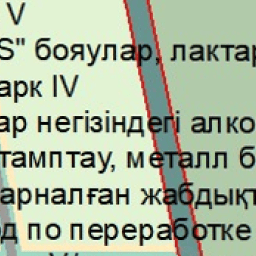 V
S" бояулар, лактар
арк IV
ар негізіндегі алко
тамптау, металл б
арналған жабдықт
д по переработке